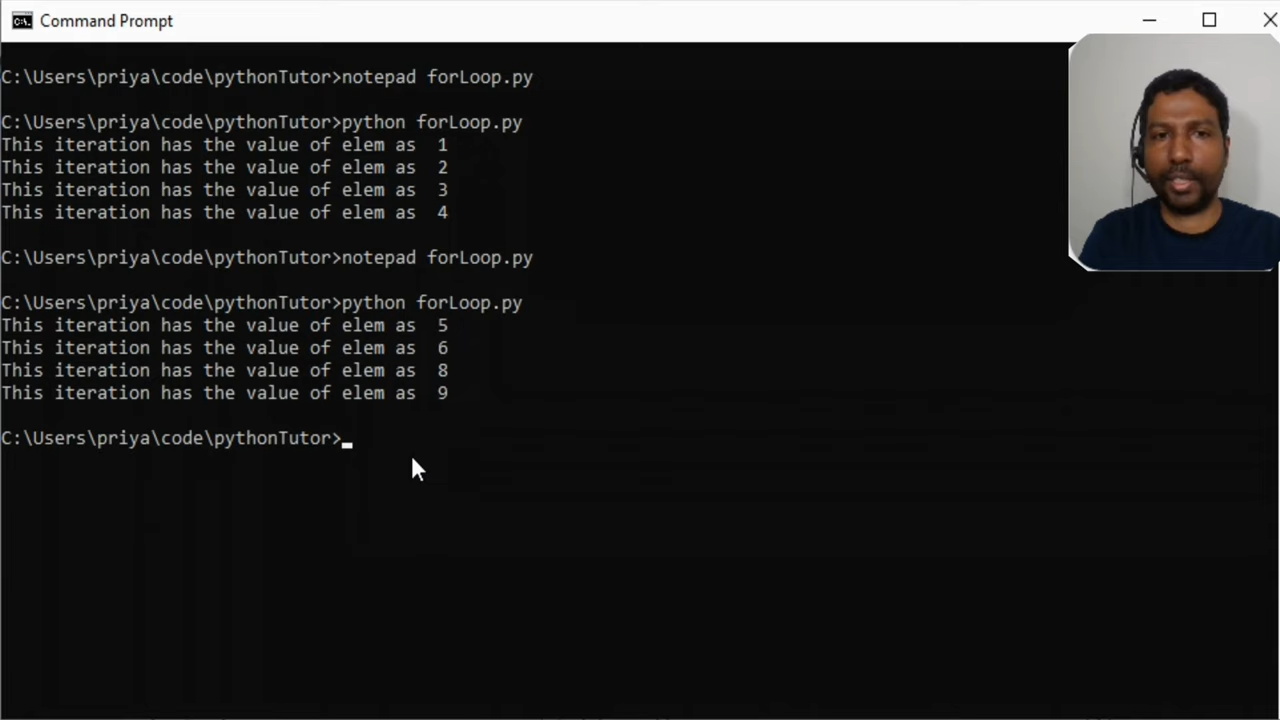 Command Prompt
C:\Users\priya\code\pythonTutor>notepad forLoop.py
C:\Users\priya\code\pythonTutor>python forLoop.py
This iteration has the value of elem as  1
This iteration has the value of elem as  2
This iteration has the value of elem as  3
This iteration has the value of elem as  4
C:\Users\priya\code\pythonTutor>notepad forLoop.py
C:\Users\priya\code\pythonTutor>python forLoop.py
This iteration has the value of elem as  5
This iteration has the value of elem as  6
This iteration has the value of elem as  8
This iteration has the value of elem as  9
C:\Users\priya\code\pythonTutor>